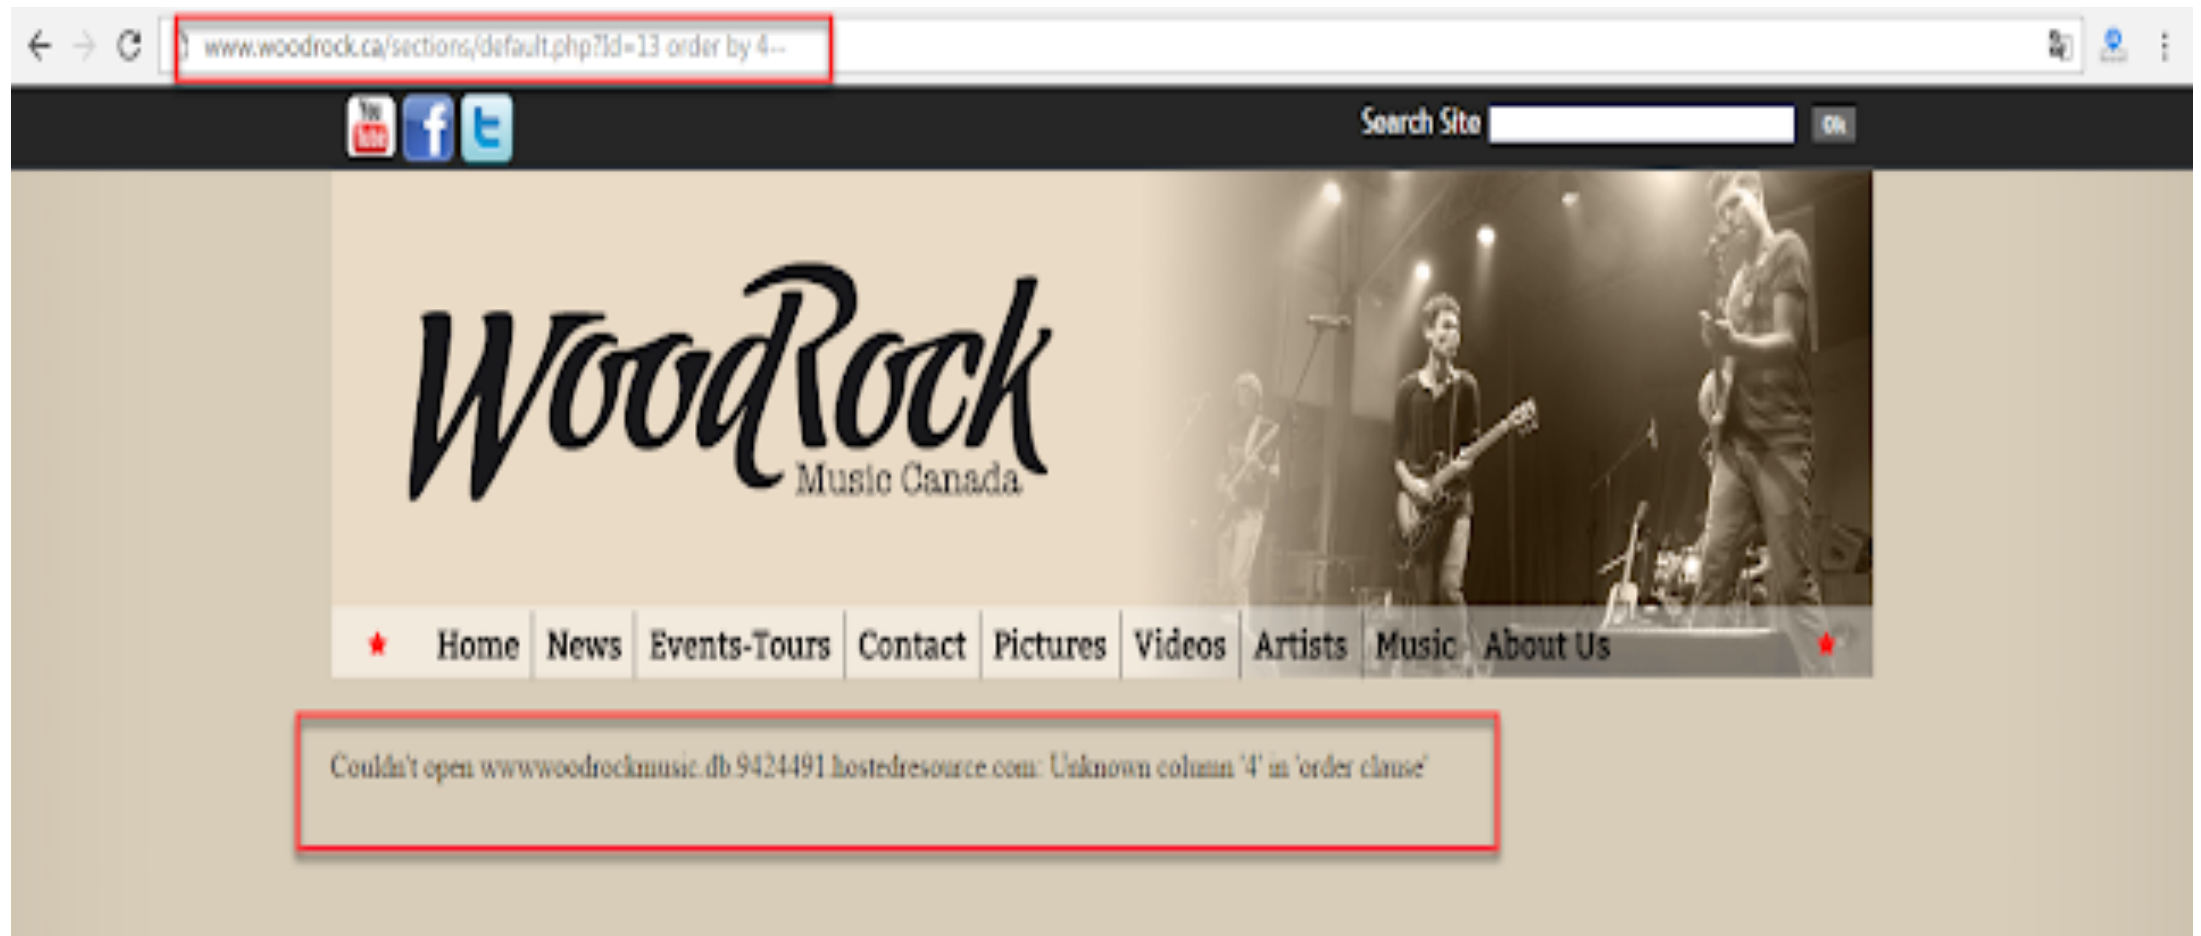 www.woodrock.ca/sections/default.php?Id=13 order by 4--
You
Tube
f
t
Search Site
Ok
WoodRock
Music Canada
Home News Events-Tours Contact Pictures Videos Artists Music About Us
Couldn't open wwwwoodrockmusic.db.9424491.hostedresource.com: Unknown column '4' in 'order clause'